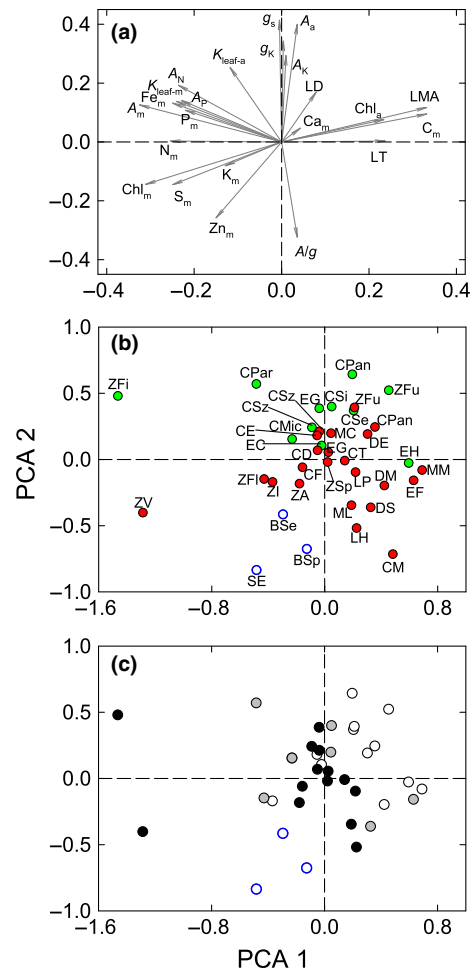 (a)
0.4
0.2
0.0
−0.2
−0.4
g_s
A_a
g_K
K_leaf-a
A_K
A_N
LD
K_leaf-m
Fe_m
A_P
A_m
P_m
Ca_m
Chl_a
LMA
C_m
N_m
LT
K_m
Chl_m
S_m
Zn_m
A/g
−0.4 −0.2 0.0 0.2 0.4
(b)
1.0
0.5
0.0
−0.5
−1.0
PCA 2
ZFi
CPar
CPan
ZFu
EG
CSi
ZFu
CSz
CSz
CMic
CSe
CPan
CE
MC
DE
EC
EG
CT
EH
CD
MM
ZFl
ZI
ZA
CF
ZSp
LP
DM
EF
ZV
BSe
ML
DS
BSp
LH
SE
CM
−1.6 −0.8 0.0 0.8
(c)
1.0
0.5
0.0
−0.5
−1.0
−1.6 −0.8 0.0 0.8
PCA 1